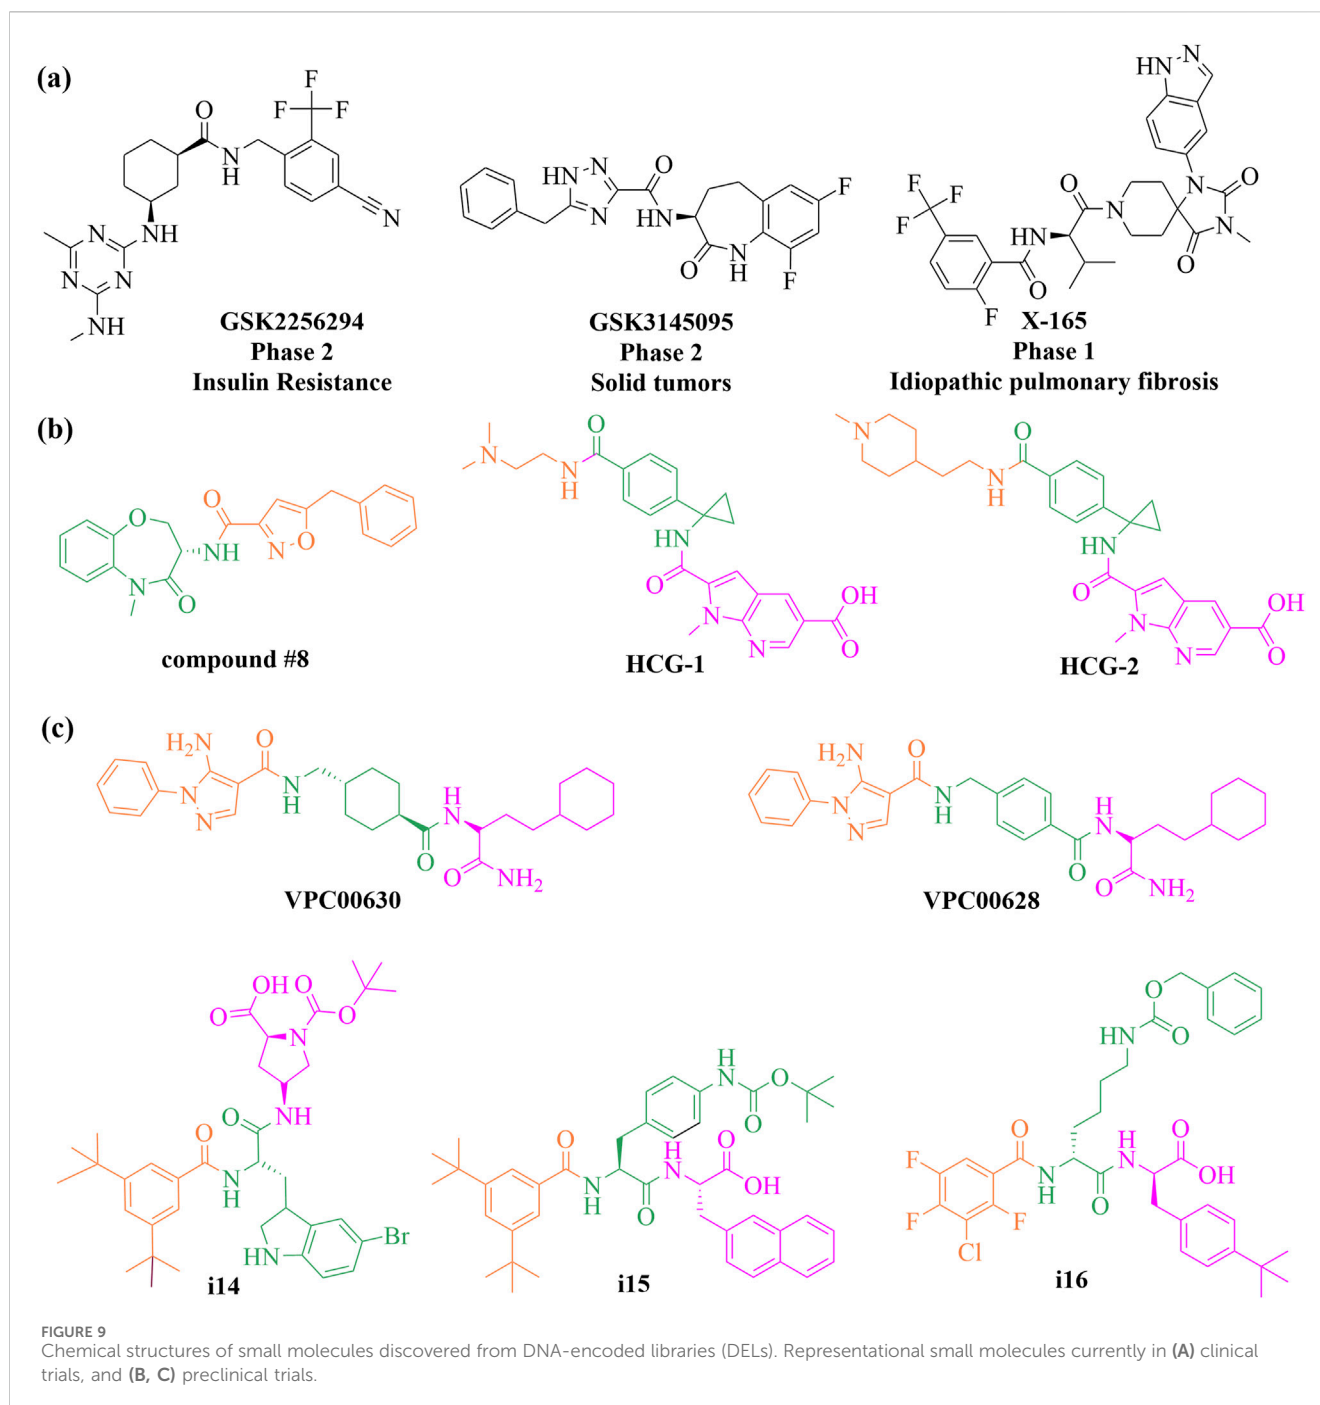 (a)
GSK2256294
Phase 2
Insulin Resistance
GSK3145095
Phase 2
Solid tumors
X-165
Phase 1
Idiopathic pulmonary fibrosis
(b)
compound #8
HCG-1
HCG-2
(c)
VPC00630
VPC00628
i14
i15
i16
FIGURE 9
Chemical structures of small molecules discovered from DNA-encoded libraries (DELs). Representational small molecules currently in (A) clinical
trials, and (B, C) preclinical trials.